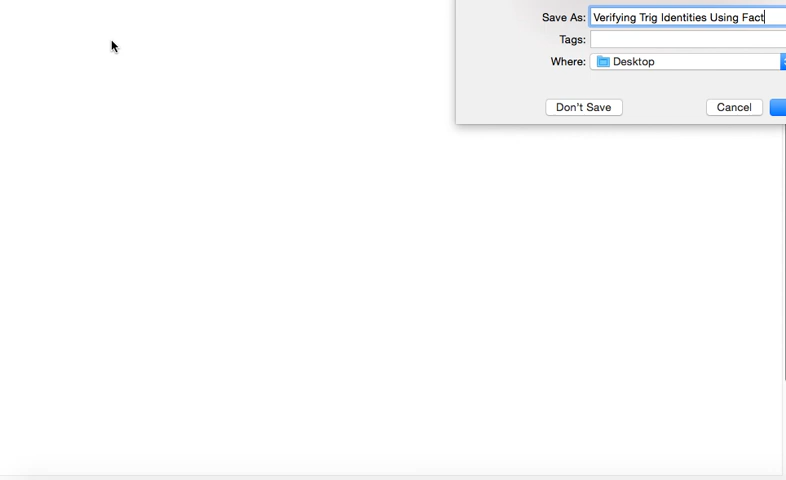 Save As: Verifying Trig Identities Using Fact
Tags:
Where: Desktop
Don't Save Cancel